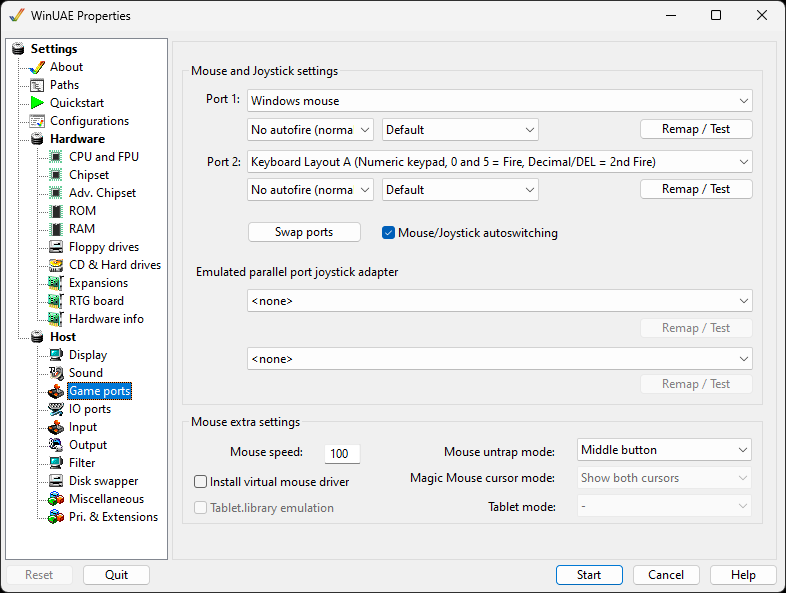 WinUAE Properties
Settings
About
Paths
Quickstart
Configurations
Hardware
CPU and FPU
Chipset
Adv. Chipset
ROM
RAM
Floppy drives
CD & Hard drives
Expansions
RTG board
Hardware info
Host
Display
Sound
Game ports
IO ports
Input
Output
Filter
Disk swapper
Miscellaneous
Pri. & Extensions
Mouse and Joystick settings
Port 1: Windows mouse
No autofire (norma Default Remap / Test
Port 2: Keyboard Layout A (Numeric keypad, 0 and 5 = Fire, Decimal/DEL = 2nd Fire)
No autofire (norma Default Remap / Test
Swap ports Mouse/Joystick autoswitching
Emulated parallel port joystick adapter
<none>
Remap / Test
<none>
Remap / Test
Mouse extra settings
Mouse speed: 100 Mouse untrap mode: Middle button
Install virtual mouse driver Magic Mouse cursor mode: Show both cursors
Tablet.library emulation Tablet mode: -
Reset Quit Start Cancel Help